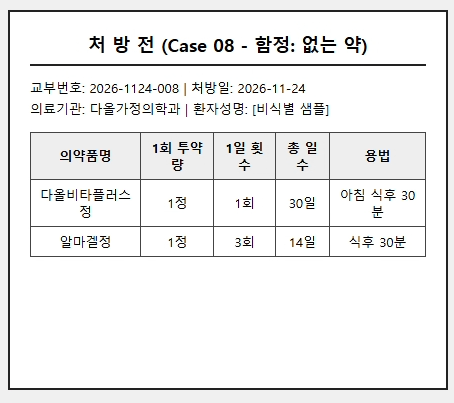 처 방 전 (Case 08 - 함정: 없는 약)
교부번호: 2026-1124-008 | 처방일: 2026-11-24
의료기관: 다올가정의학과 | 환자성명: [비식별 샘플]
의약품명 1회 투약량 1일 횟수 총 일수 용법
다올비타플러스정 1정 1회 30일 아침 식후 30분
알마겔정 1정 3회 14일 식후 30분